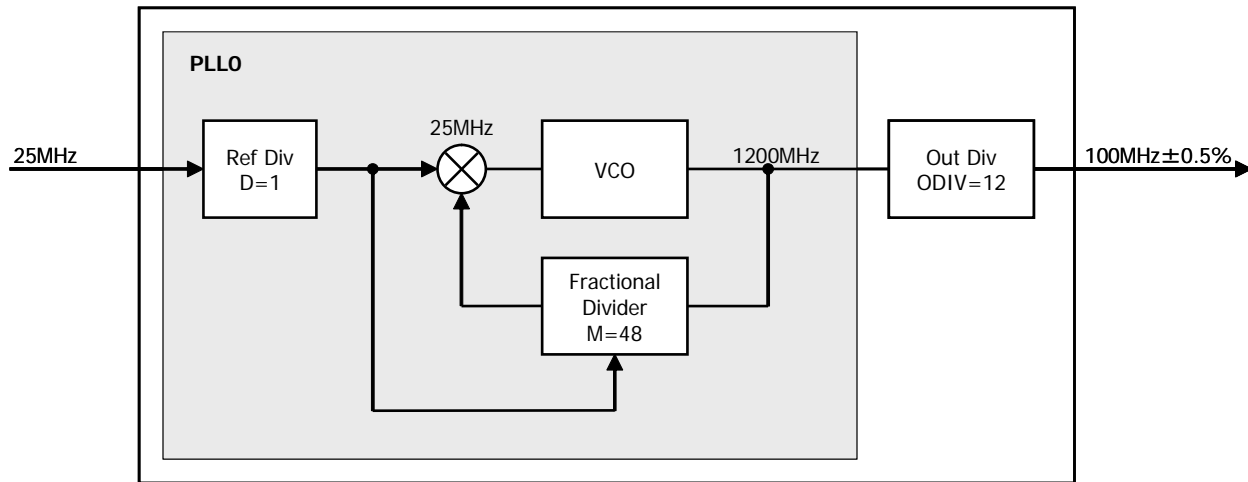 PLL0
25MHz
Ref Div
D=1
25MHz
VCO
1200MHz
Out Div
ODIV=12
100MHz±0.5%
Fractional
Divider
M=48